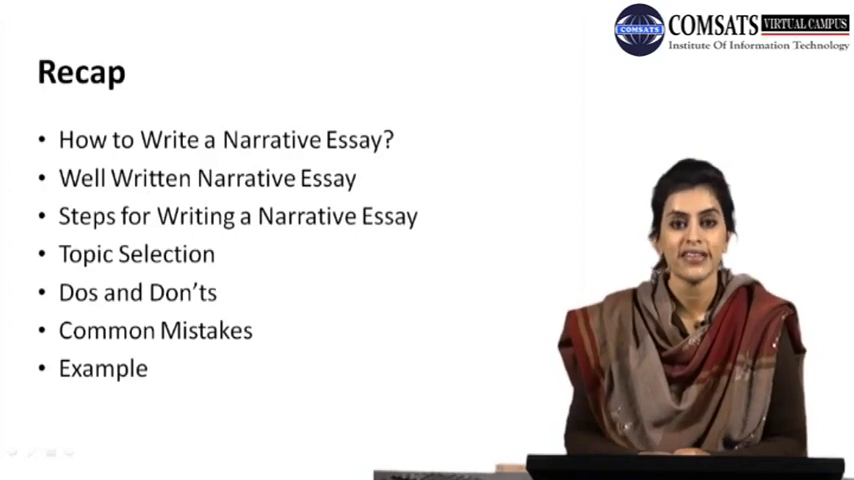 COMSATS
COMSATS VIRTUAL CAMPUS
Institute Of Information Technology
Recap
• How to Write a Narrative Essay?
• Well Written Narrative Essay
• Steps for Writing a Narrative Essay
• Topic Selection
• Dos and Don'ts
• Common Mistakes
• Example